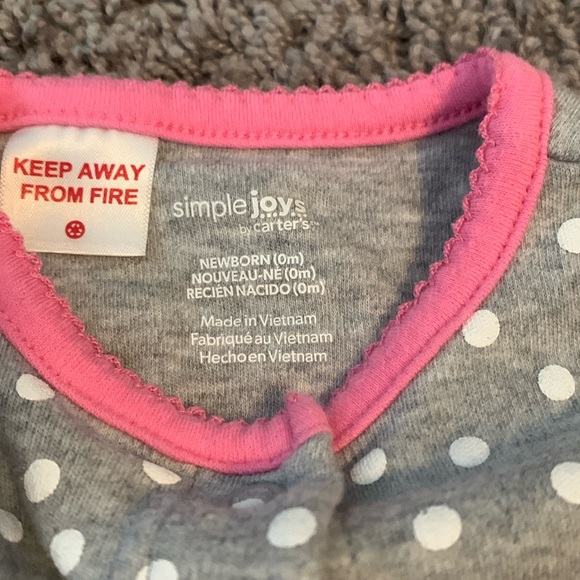 KEEP AWAY
FROM FIRE
simple joys
by carter's™
NEWBORN (0m)
NOUVEAU-NÉ (0m)
RECIÉN NACIDO (0m)
Made in Vietnam
Fabriqué au Vietnam
Hecho en Vietnam